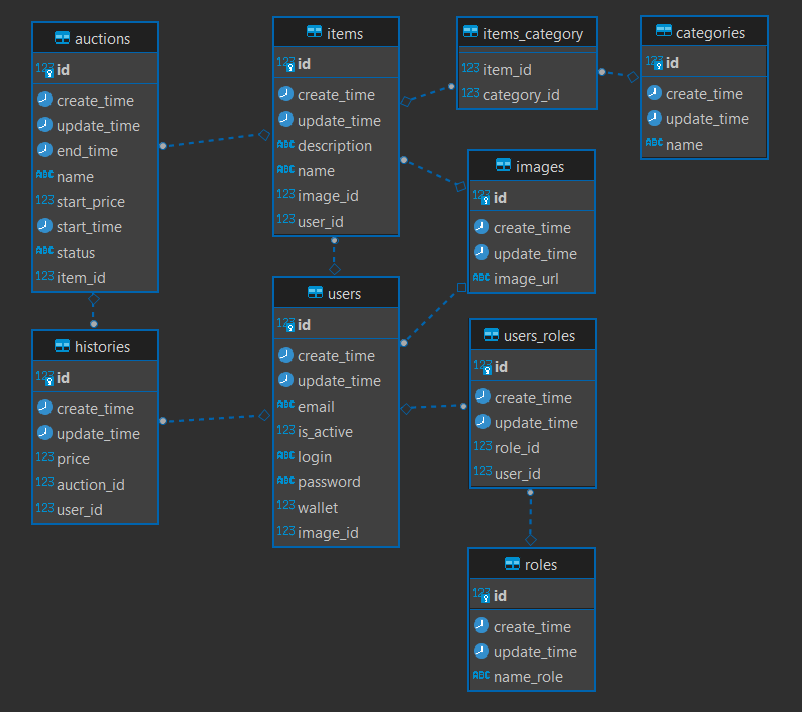 auctions
id
create_time
update_time
end_time
name
start_price
start_time
status
item_id
items
id
create_time
update_time
description
name
image_id
user_id
items_category
item_id
category_id
categories
id
create_time
update_time
name
images
id
create_time
update_time
image_url
histories
id
create_time
update_time
price
auction_id
user_id
users
id
create_time
update_time
email
is_active
login
password
wallet
image_id
users_roles
id
create_time
update_time
role_id
user_id
roles
id
create_time
update_time
name_role